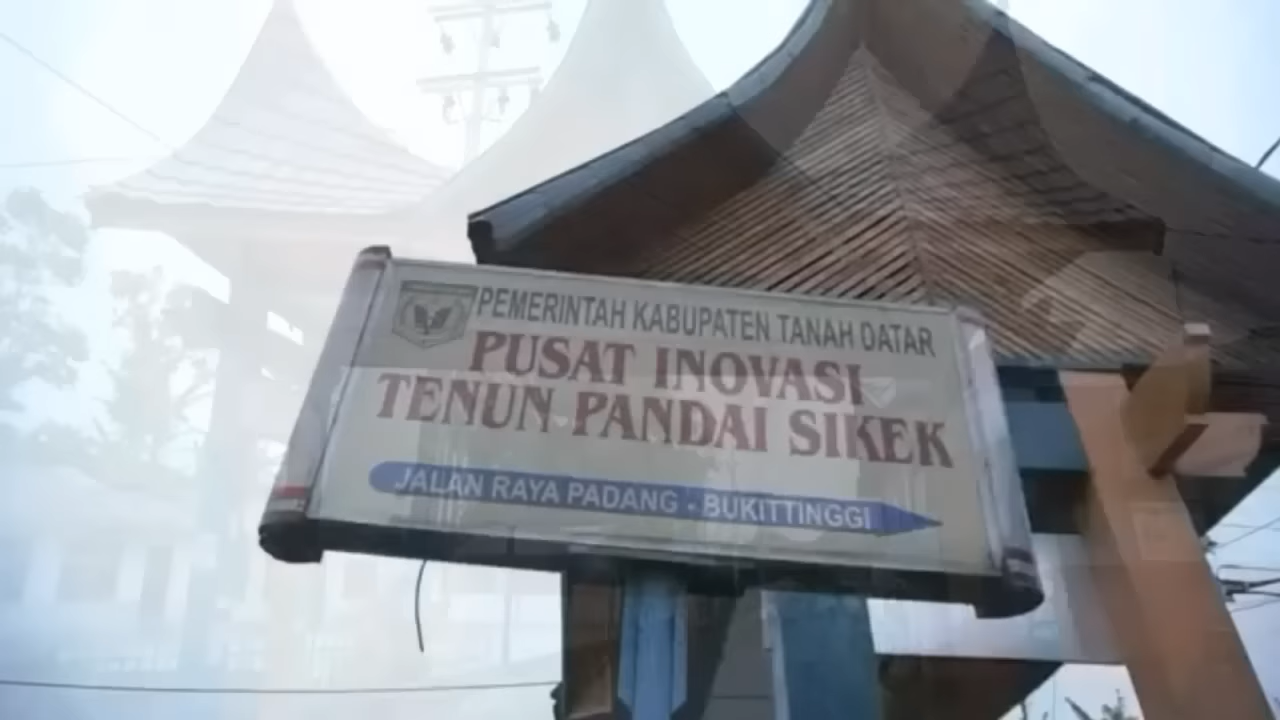 PEMERINTAH KABUPATEN TANAH DATAR
PUSAT INOVASI
TENUN PANDAI SIKEK
JALAN RAYA PADANG - BUKITTINGGI